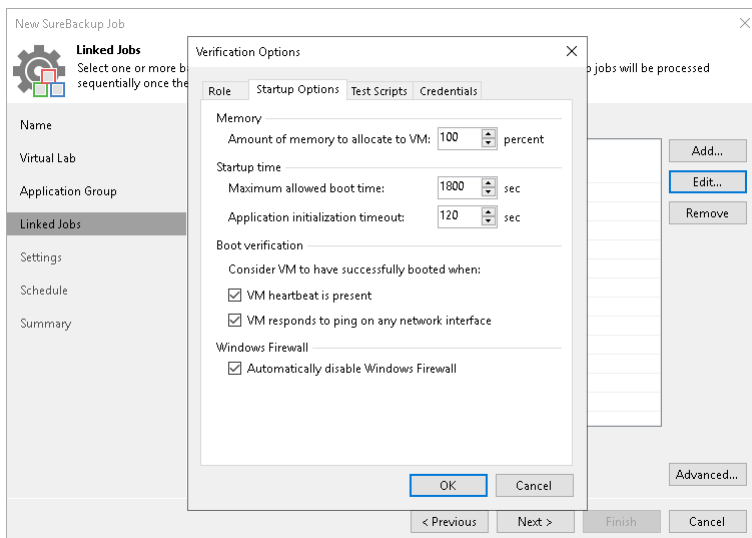 New SureBackup Job
Linked Jobs
Select one or more b
p jobs will be processed
sequentially once the
Name
Virtual Lab
Application Group
Linked Jobs
Settings
Schedule
Summary
Verification Options
Role
Startup Options
Test Scripts
Credentials
Memory
Amount of memory to allocate to VM: 100 percent
Startup time
Maximum allowed boot time: 1800 sec
Application initialization timeout: 120 sec
Boot verification
Consider VM to have successfully booted when:
VM heartbeat is present
VM responds to ping on any network interface
Windows Firewall
Automatically disable Windows Firewall
OK
Cancel
Add...
Edit...
Remove
Advanced...
< Previous
Next >
Finish
Cancel